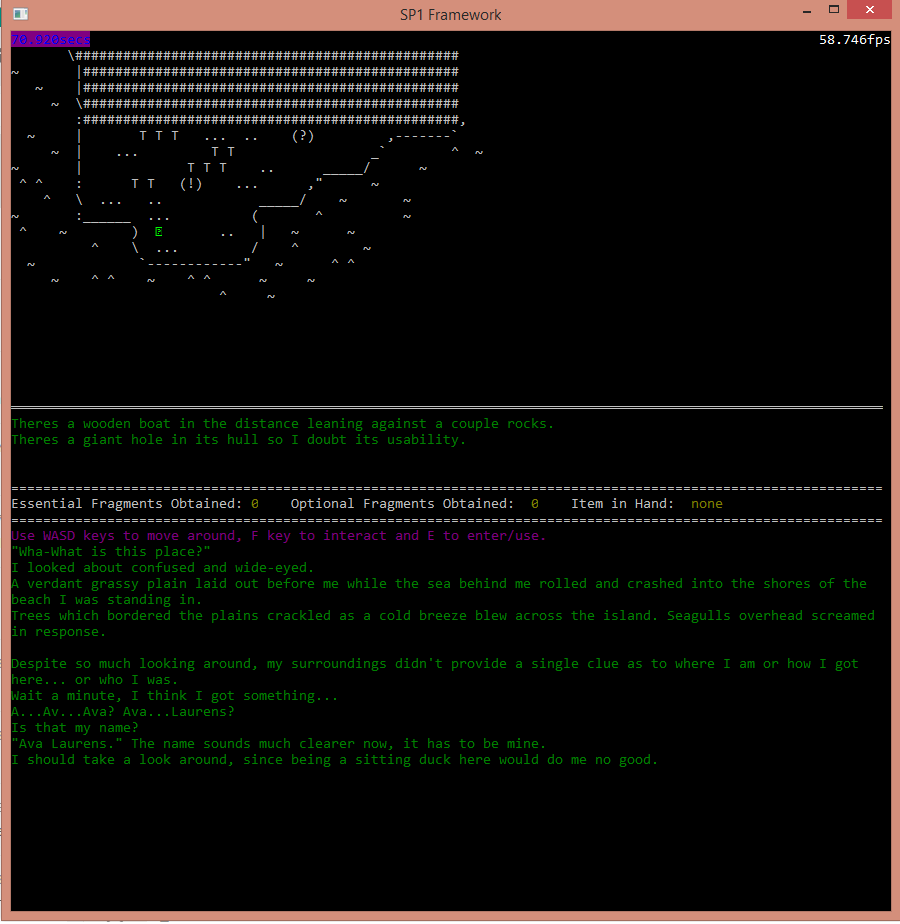 SP1 Framework
70.920secs 58.746fps
\################################################
~ |###############################################
~ |###############################################
~ \###############################################
:###############################################,
~ | T T T ... .. (?) ,-------`
~ | ... T T _` ^ ~
~ | T T T .. _____/ ~
^ ^ : T T (!) ... ," ~
^ \ ... .. _____/ ~ ~
~ :______ ... ( ^ ~
^ ~ ) E .. | ~ ~
^ \ ... / ^ ~
~ `------------" ~ ^ ^
~ ^ ^ ~ ^ ^ ~ ~
^ ~
Theres a wooden boat in the distance leaning against a couple rocks.
Theres a giant hole in its hull so I doubt its usability.
Essential Fragments Obtained: 0 Optional Fragments Obtained: 0 Item in Hand: none
Use WASD keys to move around, F key to interact and E to enter/use.
"Wha-What is this place?"
I looked about confused and wide-eyed.
A verdant grassy plain laid out before me while the sea behind me rolled and crashed into the shores of the
beach I was standing in.
Trees which bordered the plains crackled as a cold breeze blew across the island. Seagulls overhead screamed
in response.
Despite so much looking around, my surroundings didn't provide a single clue as to where I am or how I got
here... or who I was.
Wait a minute, I think I got something...
A...Av...Ava? Ava...Laurens?
Is that my name?
"Ava Laurens." The name sounds much clearer now, it has to be mine.
I should take a look around, since being a sitting duck here would do me no good.